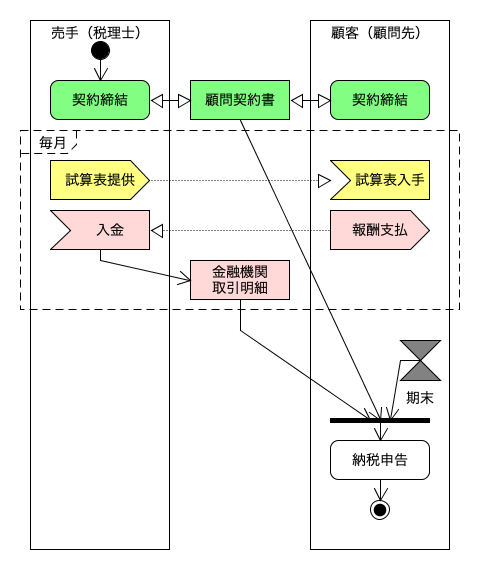 売手（税理士）
顧客（顧問先）
契約締結
顧問契約書
契約締結
毎月
試算表提供
試算表入手
入金
報酬支払
金融機関
取引明細
期末
納税申告